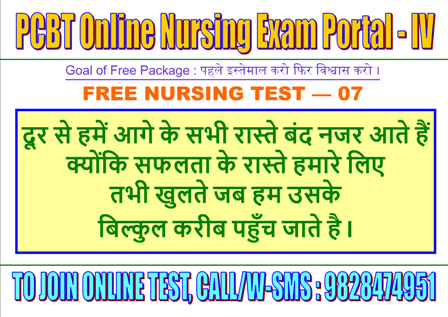 PCBT Online Nursing Exam Portal - IV
Goal of Free Package : पहले इस्तेमाल करो फिर विश्वास करो ।
FREE NURSING TEST — 07
दूर से हमें आगे के सभी रास्ते बंद नजर आते हैं
क्योंकि सफलता के रास्ते हमारे लिए
तभी खुलते जब हम उसके
बिल्कुल करीब पहुँच जाते है ।
TO JOIN ONLINE TEST, CALL/W-SMS : 9828474951